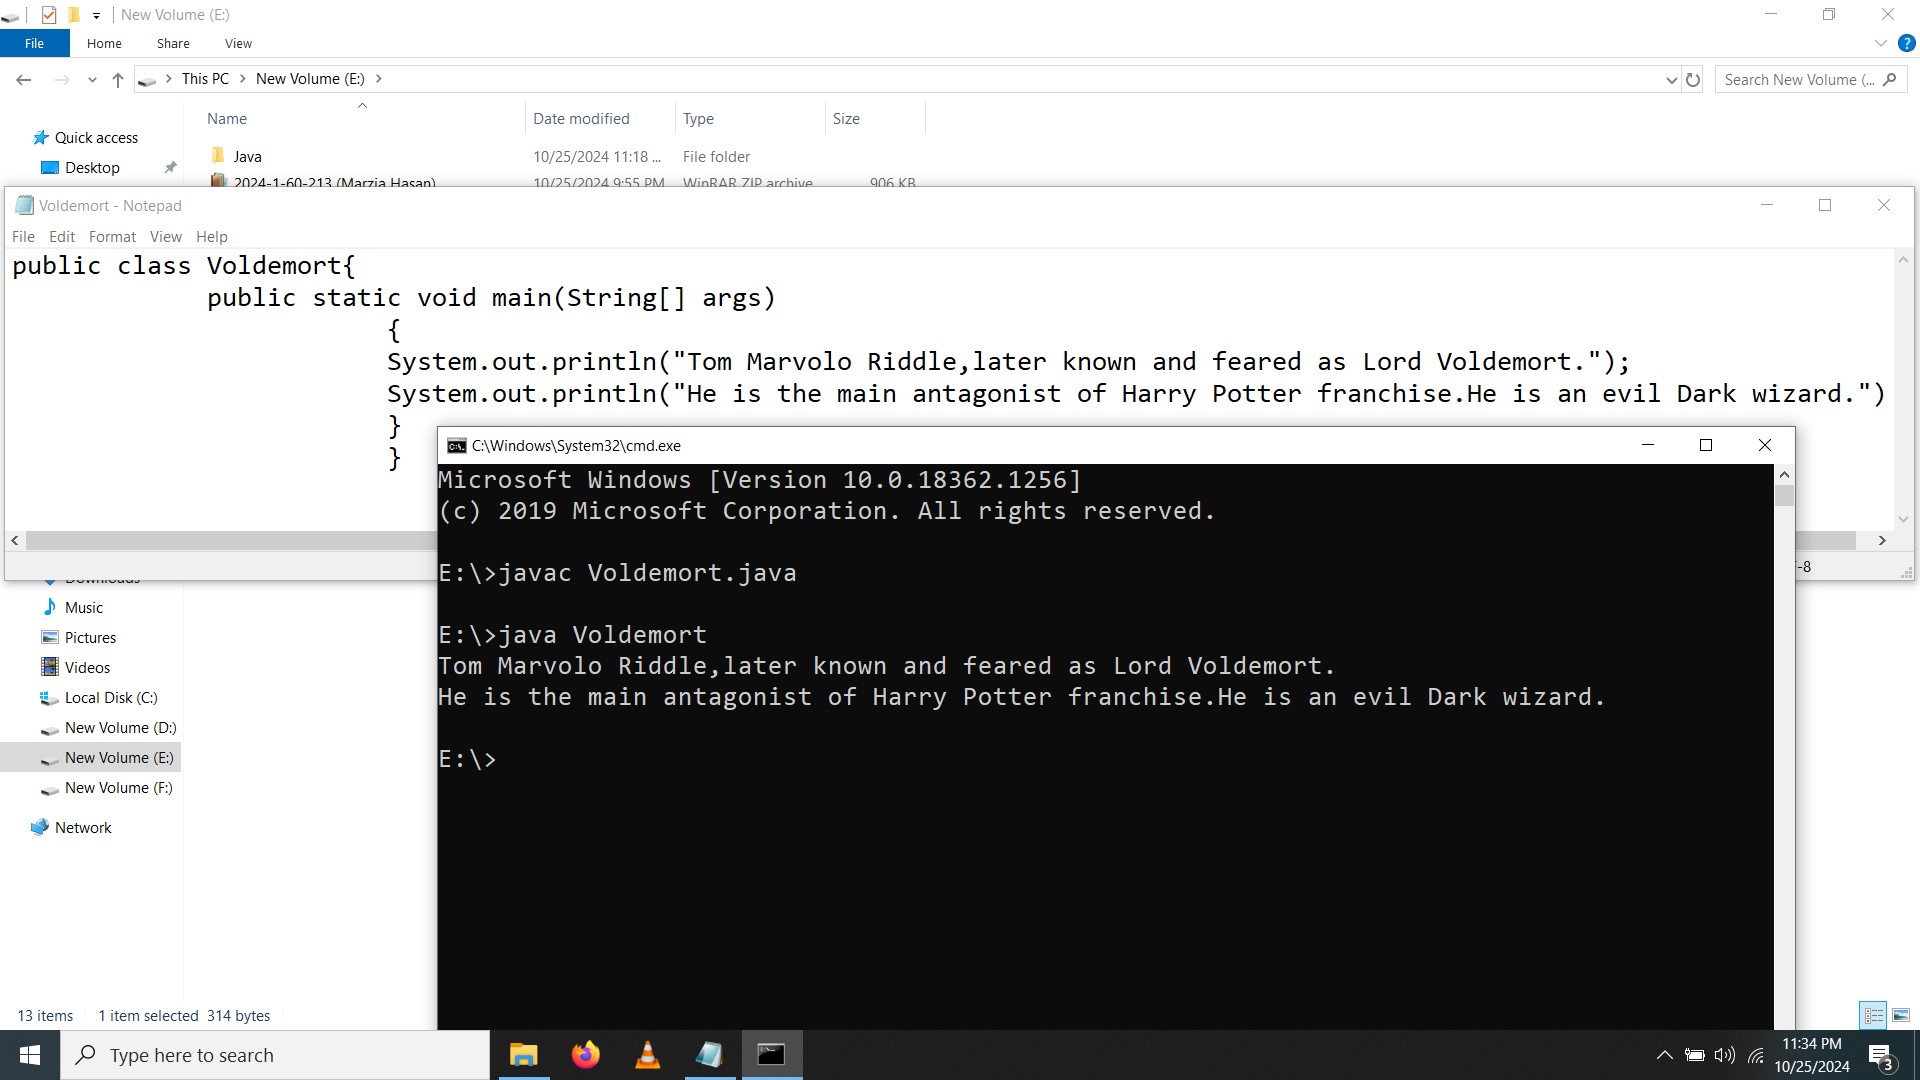 New Volume (E:)
File Home Share View
This PC New Volume (E:)
Search New Volume (...
Name Date modified Type Size
Quick access
Java 10/25/2024 11:18 ... File folder
Desktop
2024-1-60-213 (Marzia Hasan) 10/25/2024 9:55 PM WinRAR ZIP archive 906 KB
Voldemort - Notepad
File Edit Format View Help
public class Voldemort{
public static void main(String[] args)
{
System.out.println("Tom Marvolo Riddle,later known and feared as Lord Voldemort.");
System.out.println("He is the main antagonist of Harry Potter franchise.He is an evil Dark wizard.")
}
}
C:\Windows\System32\cmd.exe
Microsoft Windows [Version 10.0.18362.1256]
(c) 2019 Microsoft Corporation. All rights reserved.
E:\>javac Voldemort.java
E:\>java Voldemort
Tom Marvolo Riddle,later known and feared as Lord Voldemort.
He is the main antagonist of Harry Potter franchise.He is an evil Dark wizard.
E:\>
-8
Downloads
Music
Pictures
Videos
Local Disk (C:)
New Volume (D:)
New Volume (E:)
New Volume (F:)
Network
13 items 1 item selected 314 bytes
Type here to search
11:34 PM
10/25/2024
3